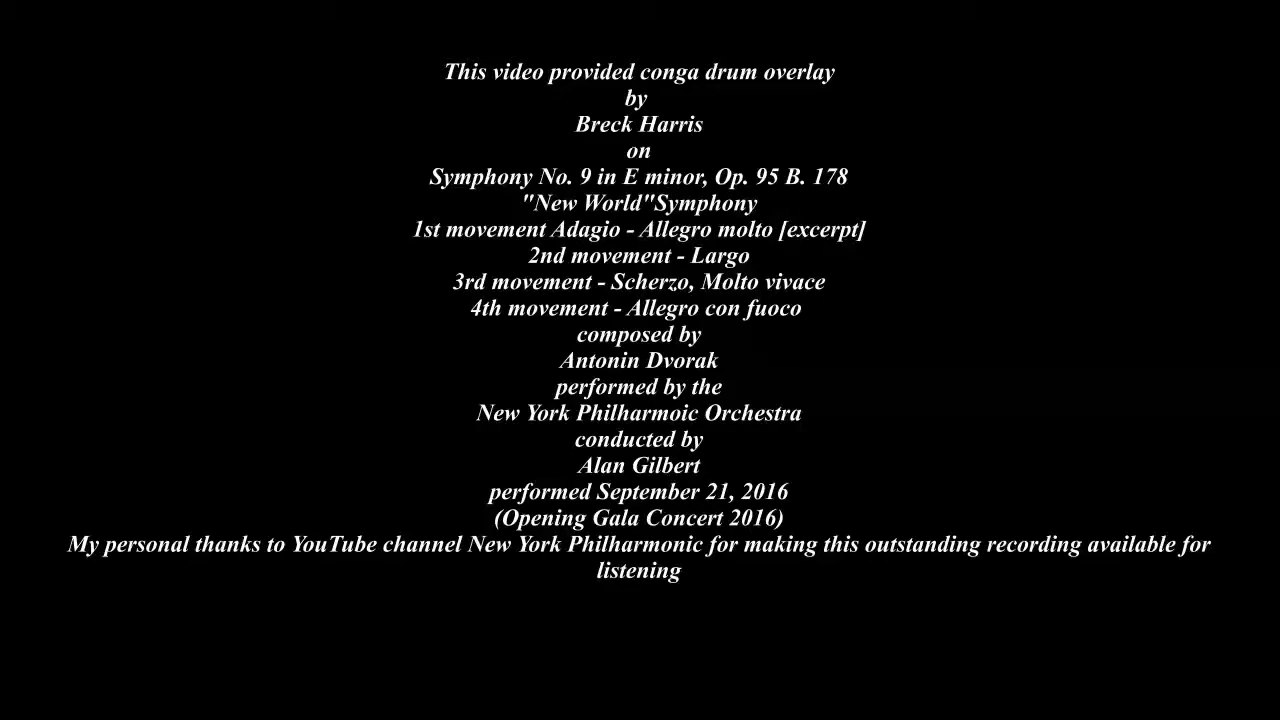 This video provided conga drum overlay
by
Breck Harris
on
Symphony No. 9 in E minor, Op. 95 B. 178
"New World"Symphony
1st movement Adagio - Allegro molto [excerpt]
2nd movement - Largo
3rd movement - Scherzo, Molto vivace
4th movement - Allegro con fuoco
composed by
Antonin Dvorak
performed by the
New York Philharmoic Orchestra
conducted by
Alan Gilbert
performed September 21, 2016
(Opening Gala Concert 2016)
My personal thanks to YouTube channel New York Philharmonic for making this outstanding recording available for
listening